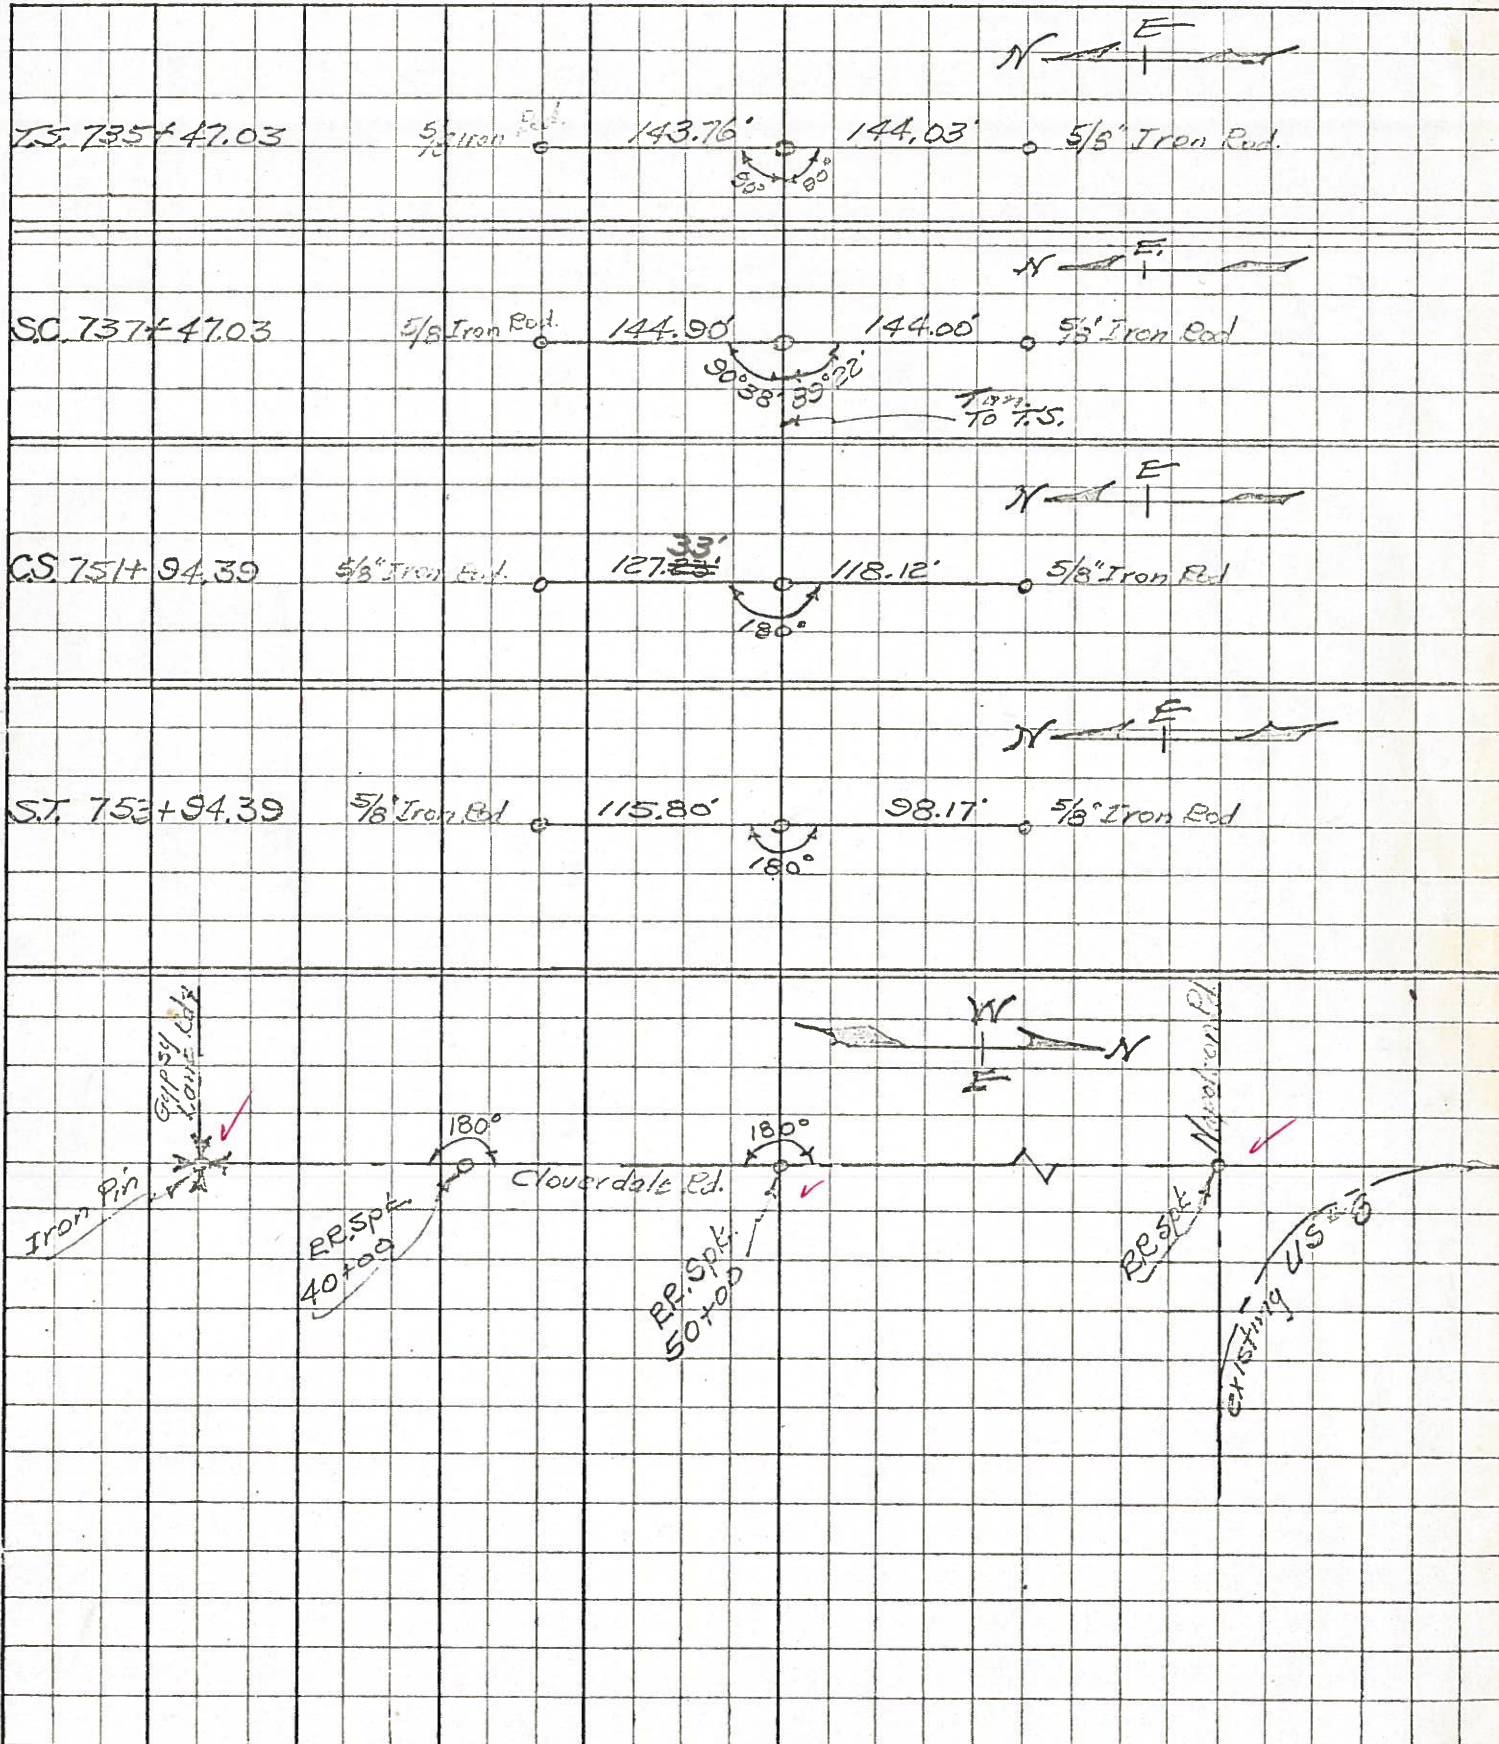 N E
T.S. 735+47.03 5/8 Iron Rod. 143.76' 144.03' 5/8" Iron Rod.
90° 90°
N E.
S.C. 737+47.03 5/8 Iron Rod. 144.90' 144.00' 5/8" Iron Rod
90°38' 89°22'
Tan.
To T.S.
N E
C.S. 751+94.39 5/8" Iron Rod. 127. 33' 118.12' 5/8" Iron Rod
180°
N E
S.T. 753+94.39 5/8" Iron Rod 115.80' 98.17' 5/8" Iron Rod
180°
Gypsy
Lane Rd.
W
N
E
180° 180°
Cloverdale Rd.
Iron Pin
R.R. Spk.
40+00
R.R. Spk.
50+00
R.R. Spk.
existing US